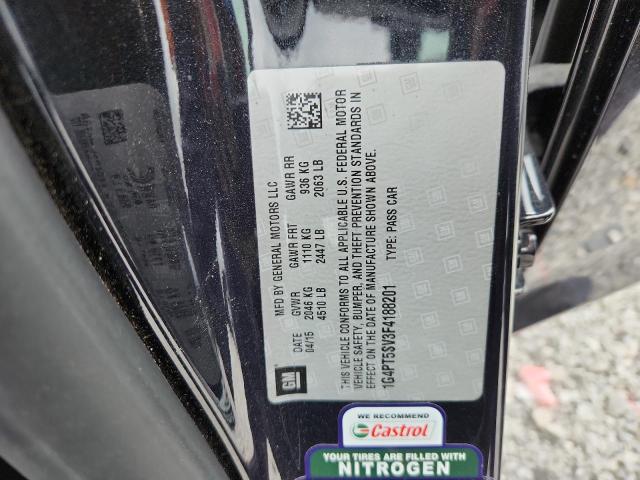 GM
MFD BY GENERAL MOTORS LLC
DATE GVWR GAWR FRT GAWR RR
04/15 2046 KG 1110 KG 936 KG
4510 LB 2447 LB 2063 LB
THIS VEHICLE CONFORMS TO ALL APPLICABLE U.S. FEDERAL MOTOR
VEHICLE SAFETY, BUMPER, AND THEFT PREVENTION STANDARDS IN
EFFECT ON THE DATE OF MANUFACTURE SHOWN ABOVE.
1G4PT5SV3F4188201 TYPE: PASS CAR
WE RECOMMEND
Castrol
YOUR TIRES ARE FILLED WITH
NITROGEN